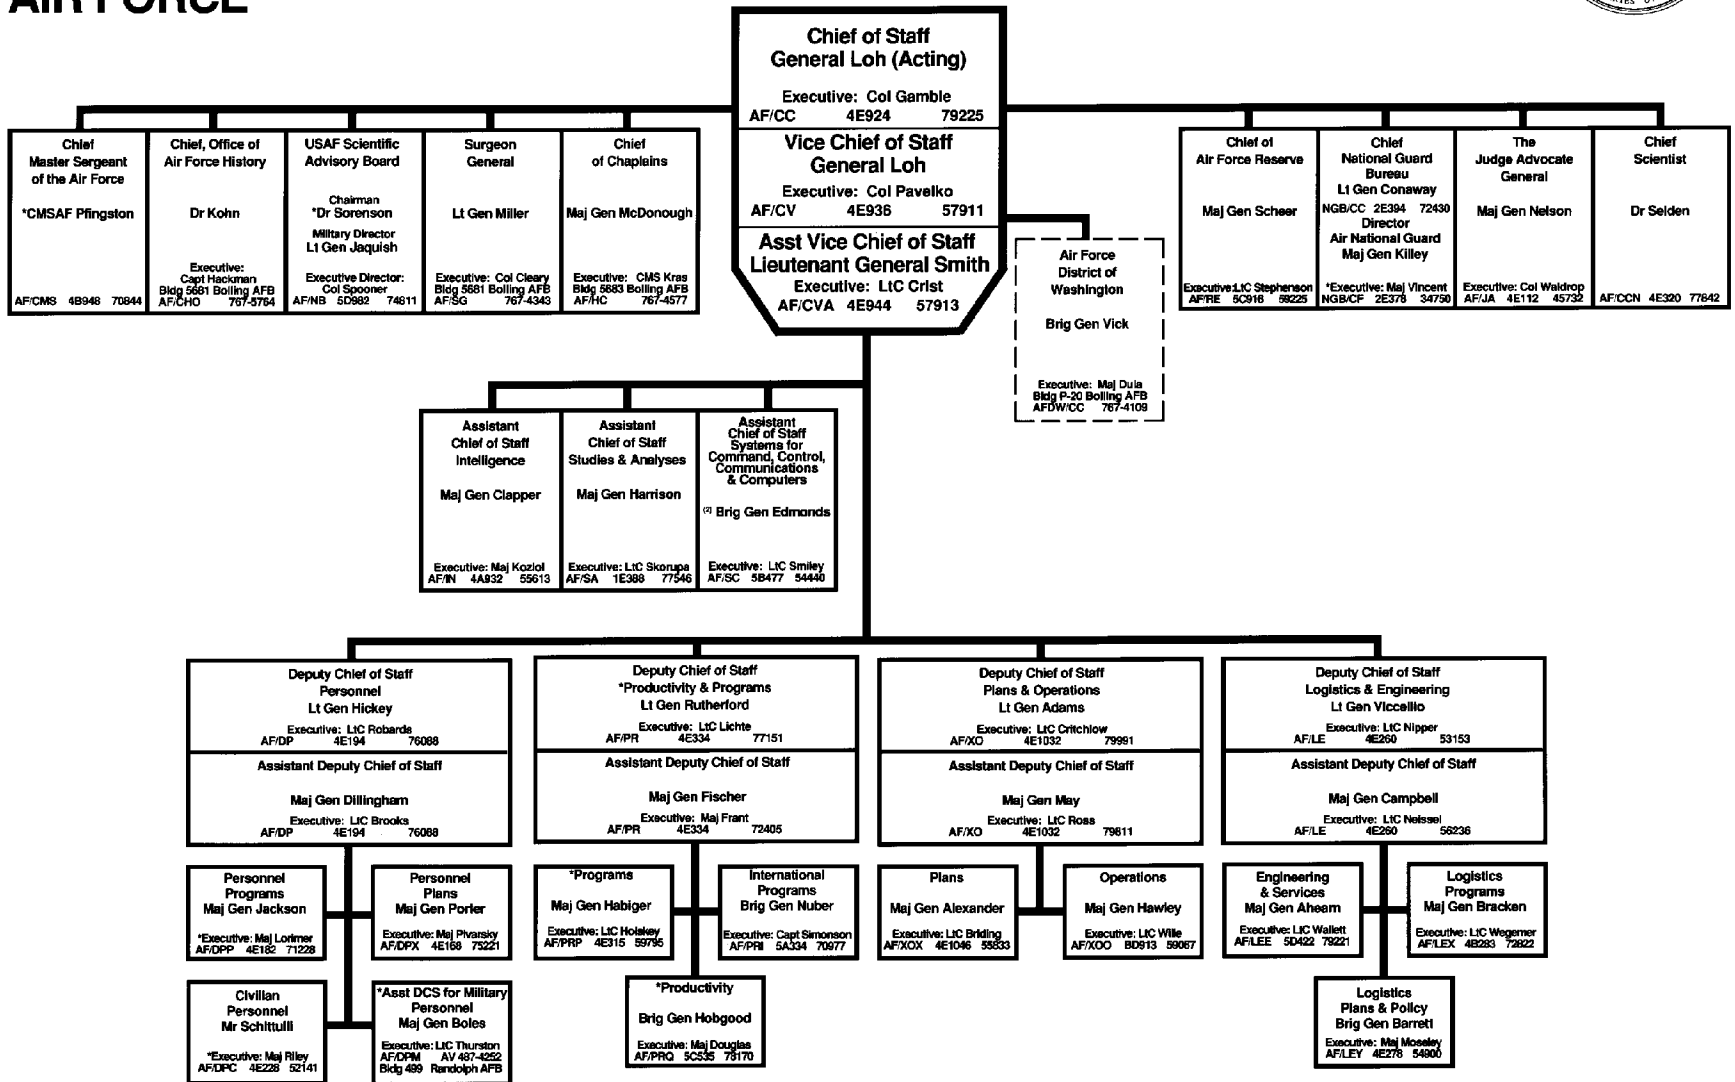 AIR FORCE
Chief of Staff
General Loh (Acting)
Executive: Col Gamble
AF/CC 4E924 79225
Vice Chief of Staff
General Loh
Executive: Col Pavelko
AF/CV 4E936 57911
Asst Vice Chief of Staff
Lieutenant General Smith
Executive: LtC Crist
AF/CVA 4E944 57913
Chief
Master Sergeant
of the Air Force
*CMSAF Pfingston
AF/CMS 4B948 70844
Chief, Office of
Air Force History
Dr Kohn
Executive:
Capt Hackman
Bldg 5681 Bolling AFB
AF/CHO 767-5764
USAF Scientific
Advisory Board
Chairman
*Dr Sorenson
Military Director
Lt Gen Jaquish
Executive Director:
Col Spooner
AF/NB 5D982 74811
Surgeon
General
Lt Gen Miller
Executive: Col Cleary
Bldg 5681 Bolling AFB
AF/SG 767-4343
Chief
of Chaplains
Maj Gen McDonough
Executive: CMS Kras
Bldg 5683 Bolling AFB
AF/HC 767-4577
Chief of
Air Force Reserve
Maj Gen Scheer
Executive:LtC Stephenson
AF/RE 5C916 59225
Chief
National Guard
Bureau
Lt Gen Conaway
NGB/CC 2E394 72430
Director
Air National Guard
Maj Gen Killey
*Executive: Maj Vincent
NGB/CF 2E378 34750
The
Judge Advocate
General
Maj Gen Nelson
Executive: Col Waldrop
AF/JA 4E112 45732
Chief
Scientist
Dr Selden
AF/CCN 4E320 77842
Air Force
District of
Washington
Brig Gen Vick
Executive: Maj Dula
Bldg P-20 Bolling AFB
AFDW/CC 767-4109
Assistant
Chief of Staff
Intelligence
Maj Gen Clapper
Executive: Maj Koziol
AF/IN 4A932 55613
Assistant
Chief of Staff
Studies & Analyses
Maj Gen Harrison
Executive: LtC Skorupa
AF/SA 1E388 77546
Assistant
Chief of Staff
Systems for
Command, Control,
Communications
& Computers
(2) Brig Gen Edmonds
Executive: LtC Smiley
AF/SC 5B477 54440
Deputy Chief of Staff
Personnel
Lt Gen Hickey
Executive: LtC Robards
AF/DP 4E194 76088
Assistant Deputy Chief of Staff
Maj Gen Dillingham
Executive: LtC Brooks
AF/DP 4E194 76088
Deputy Chief of Staff
*Productivity & Programs
Lt Gen Rutherford
Executive: LtC Lichte
AF/PR 4E334 77151
Assistant Deputy Chief of Staff
Maj Gen Fischer
Executive: Maj Frant
AF/PR 4E334 72405
Deputy Chief of Staff
Plans & Operations
Lt Gen Adams
Executive: LtC Critchlow
AF/XO 4E1032 79991
Assistant Deputy Chief of Staff
Maj Gen May
Executive: LtC Ross
AF/XO 4E1032 79811
Deputy Chief of Staff
Logistics & Engineering
Lt Gen Viccellio
Executive: LtC Nipper
AF/LE 4E260 53153
Assistant Deputy Chief of Staff
Maj Gen Campbell
Executive: LtC Neissel
AF/LE 4E260 56236
Personnel
Programs
Maj Gen Jackson
*Executive: Maj Lorimer
AF/DPP 4E182 71228
Personnel
Plans
Maj Gen Porter
Executive: Maj Pivarsky
AF/DPX 4E168 75221
*Programs
Maj Gen Habiger
Executive: LtC Holskey
AF/PRP 4E315 59795
International
Programs
Brig Gen Nuber
Executive: Capt Simonson
AF/PRI 5A334 70977
Plans
Maj Gen Alexander
Executive: LtC Briding
AF/XOX 4E1046 55833
Operations
Maj Gen Hawley
Executive: LtC Wille
AF/XOO BD913 59067
Engineering
& Services
Maj Gen Ahearn
Executive: LtC Wallett
AF/LEE 5D422 79221
Logistics
Programs
Maj Gen Bracken
Executive: LtC Wegemer
AF/LEX 4B283 72822
Civilian
Personnel
Mr Schittulli
*Executive: Maj Riley
AF/DPC 4E228 52141
*Asst DCS for Military
Personnel
Maj Gen Boles
Executive: LtC Thurston
AF/DPM AV 487-4252
Bldg 499 Randolph AFB
*Productivity
Brig Gen Hobgood
Executive: Maj Douglas
AF/PRQ 5C535 78170
Logistics
Plans & Policy
Brig Gen Barrett
Executive: Maj Moseley
AF/LEY 4E278 54900